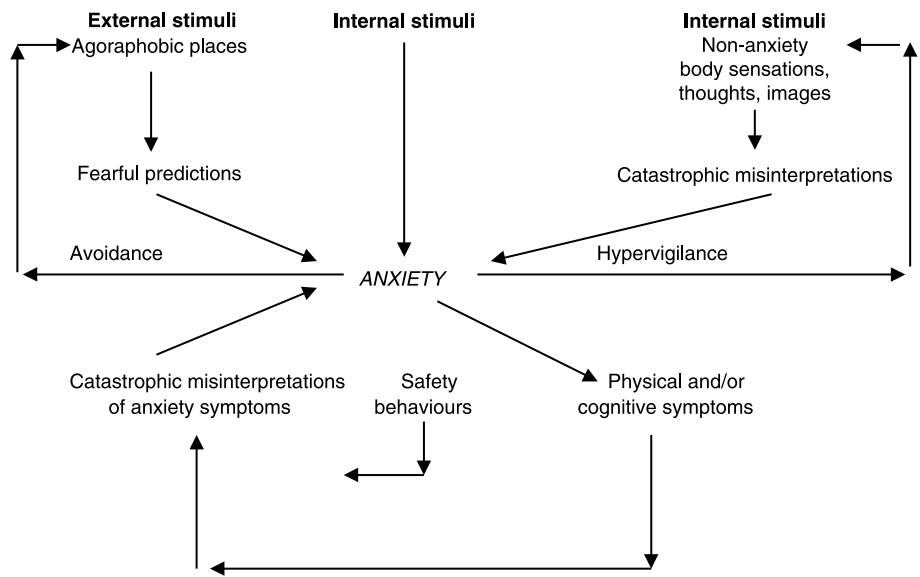 External stimuli
Agoraphobic places
Internal stimuli
Internal stimuli
Non-anxiety
body sensations,
thoughts, images
Fearful predictions
Catastrophic misinterpretations
Avoidance
Hypervigilance
ANXIETY
Catastrophic misinterpretations
of anxiety symptoms
Safety
behaviours
Physical and/or
cognitive symptoms